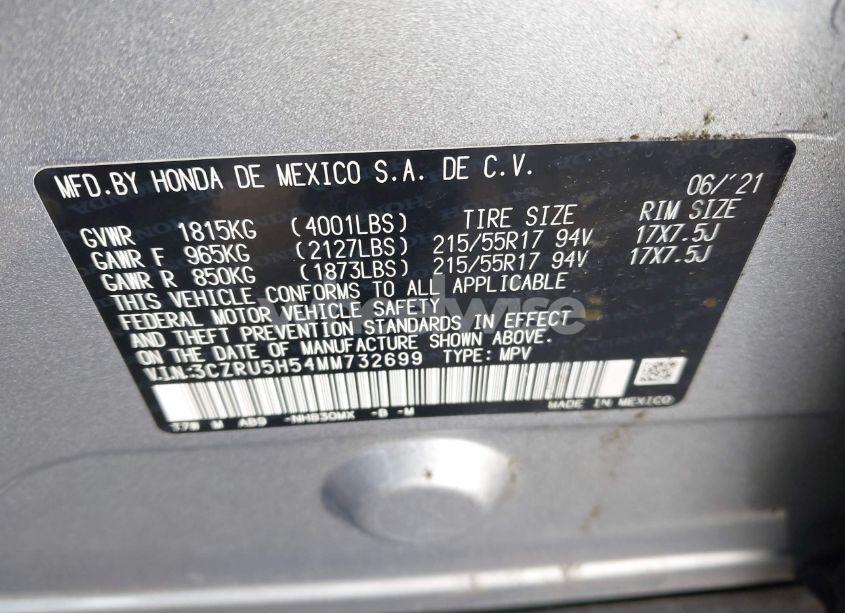 MFD.BY HONDA DE MEXICO S.A. DE C.V. 06/'21
GVWR 1815KG (4001LBS) TIRE SIZE RIM SIZE
GAWR F 965KG (2127LBS) 215/55R17 94V 17X7.5J
GAWR R 850KG (1873LBS) 215/55R17 94V 17X7.5J
THIS VEHICLE CONFORMS TO ALL APPLICABLE
FEDERAL MOTOR VEHICLE SAFETY
AND THEFT PREVENTION STANDARDS IN EFFECT
ON THE DATE OF MANUFACTURE SHOWN ABOVE.
VIN:3CZRU5H54MM732699 TYPE: MPV
AB9 -NH830MX -B -M MADE IN MEXICO